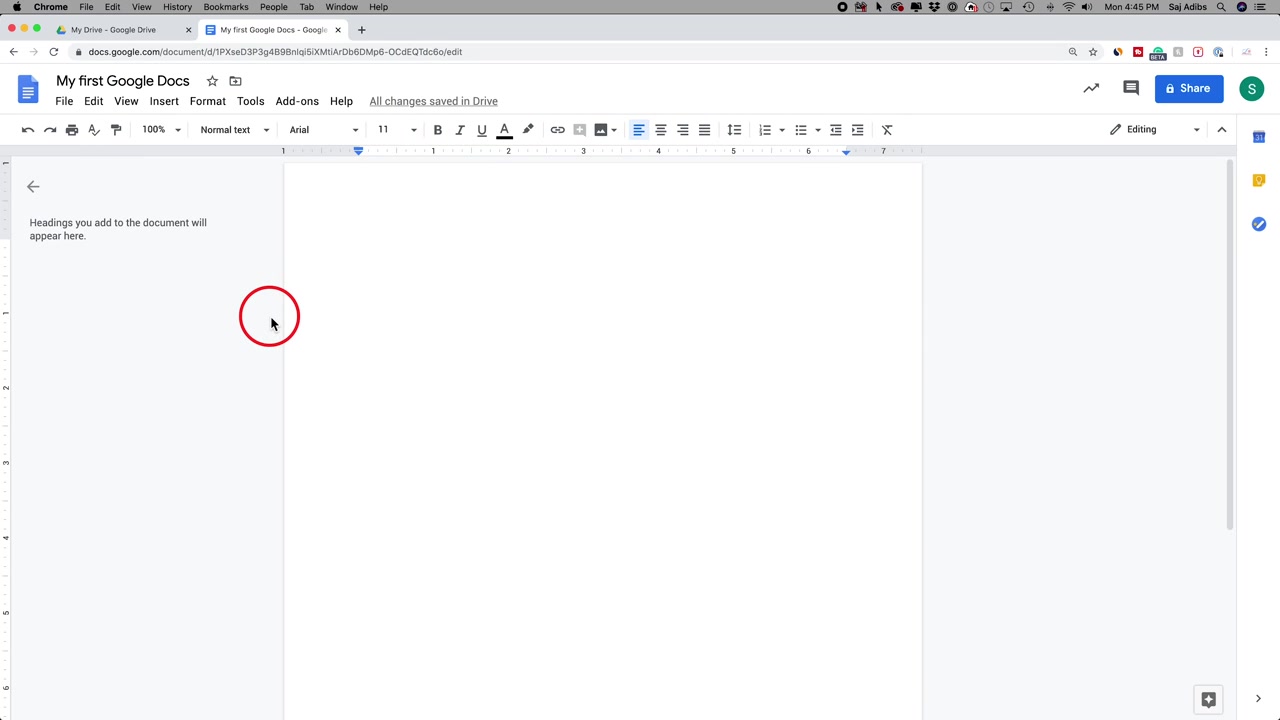 Chrome File Edit View History Bookmarks People Tab Window Help Mon 4:45 PM Saj Adibs
My Drive - Google Drive My first Google Docs - Google
docs.google.com/document/d/1PXseD3P3g4B9Bnlqi5iXMtiArDb6DMp6-OCdEQTdc6o/edit
BETA
My first Google Docs
File Edit View Insert Format Tools Add-ons Help All changes saved in Drive
Share
S
100% Normal text Arial 11 B I U A Editing
31
1 1 2 3 4 5 6 7
Headings you add to the document will
appear here.
1
1
2
3
4
5
6